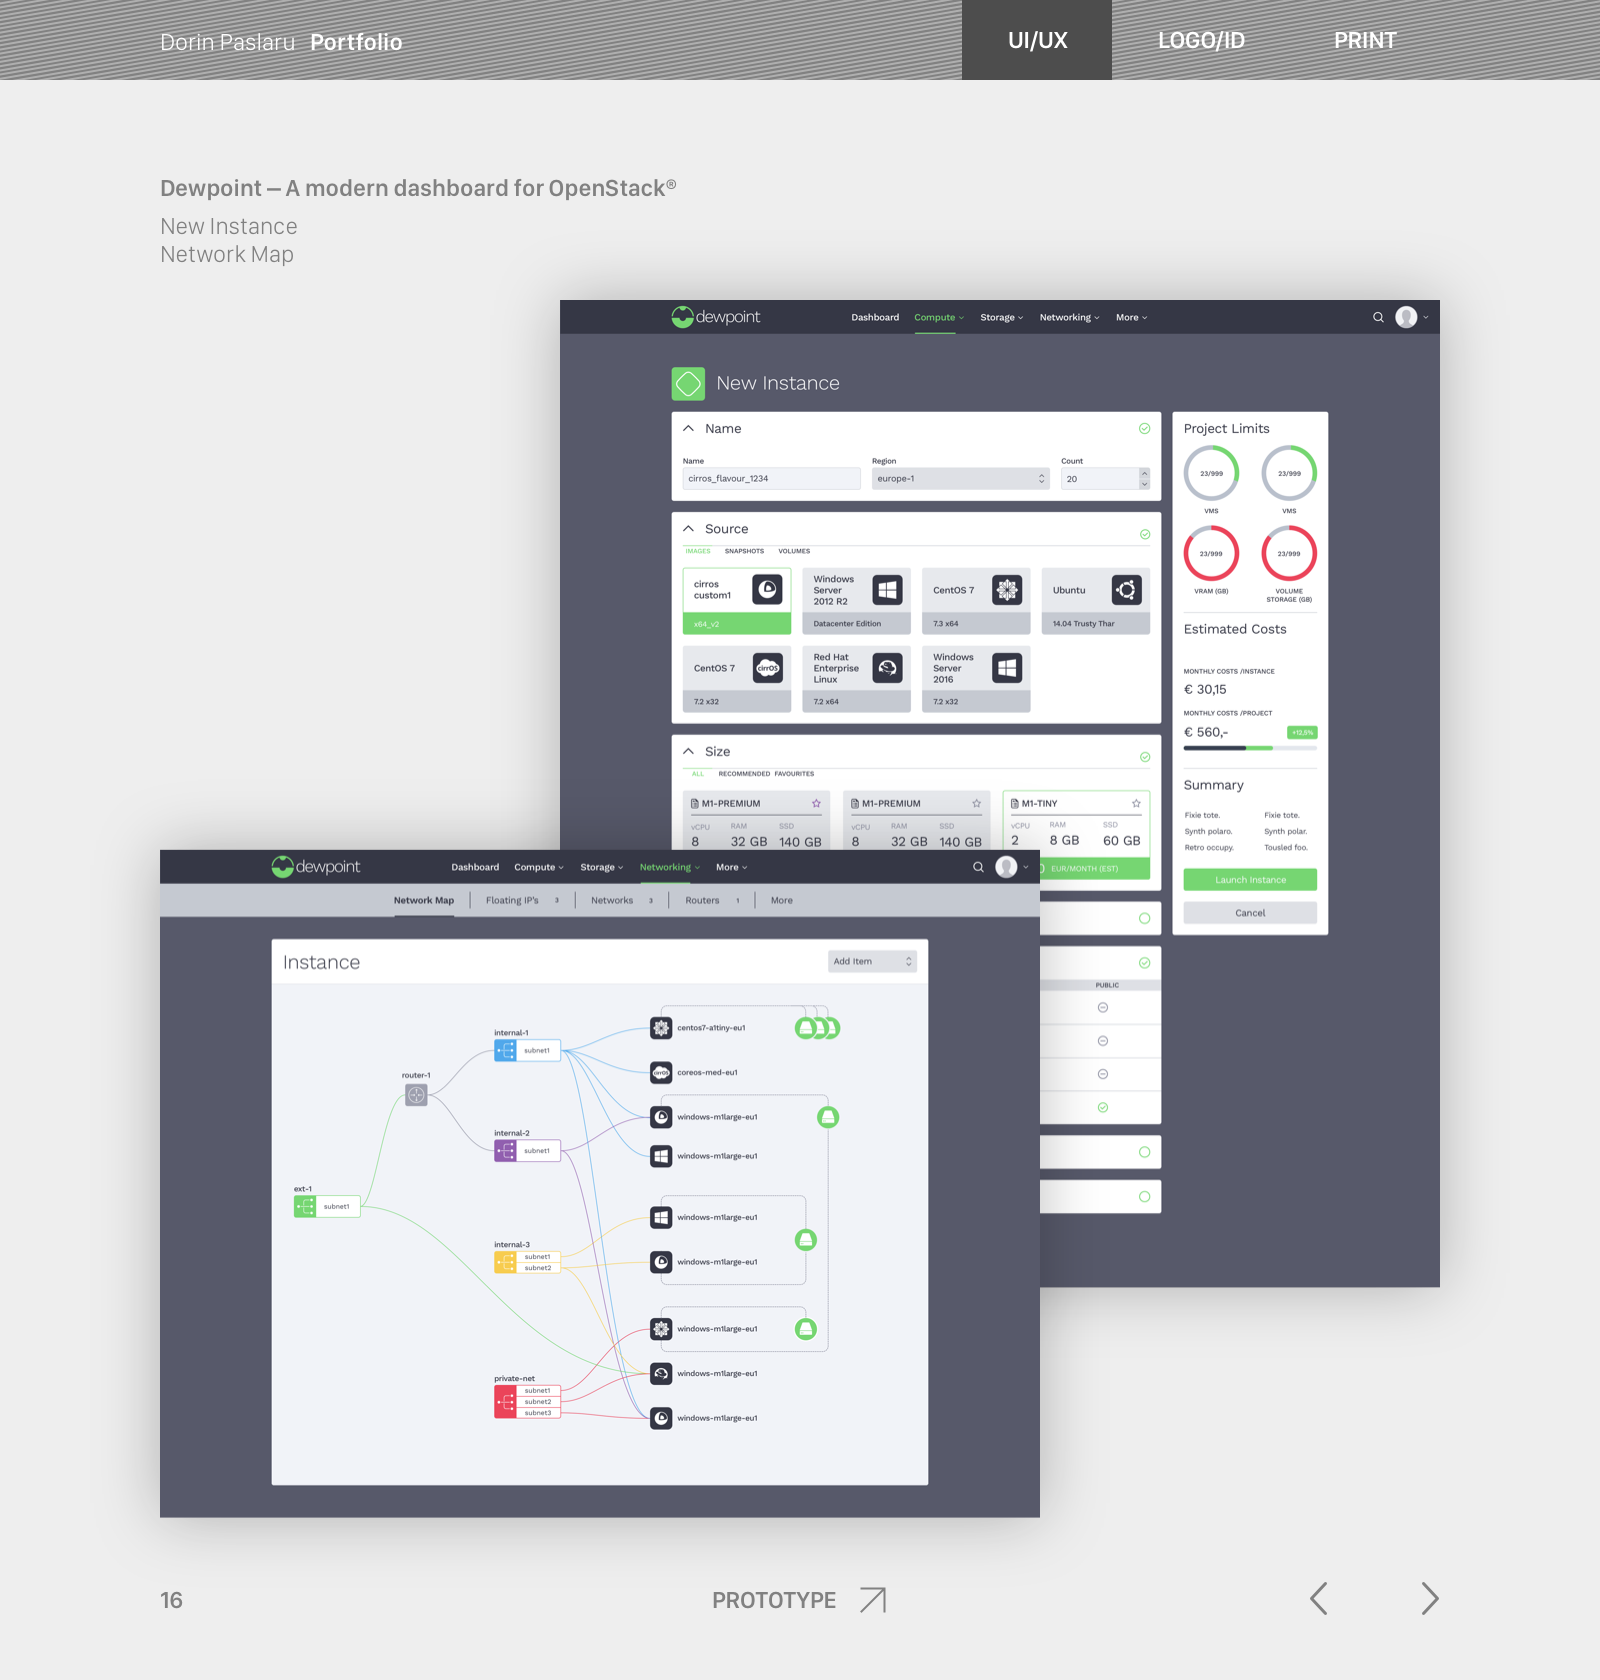 Dorin Paslaru Portfolio
UI/UX
LOGO/ID
PRINT
Dewpoint – A modern dashboard for OpenStack®
New Instance
Network Map
dewpoint
Dashboard Compute Storage Networking More
New Instance
Name
Name Region Count
cirros_flavour_1234 europe-1 20
Source
IMAGES SNAPSHOTS VOLUMES
cirros
custom1
x64_v2
Windows
Server
2012 R2
Datacenter Edition
CentOS 7
7.3 x64
Ubuntu
14.04 Trusty Thar
CentOS 7
cirrOS
7.2 x32
Red Hat
Enterprise
Linux
7.2 x64
Windows
Server
2016
7.2 x32
Size
ALL RECOMMENDED FAVOURITES
M1-PREMIUM
vCPU RAM SSD
8 32 GB 140 GB
M1-PREMIUM
vCPU RAM SSD
8 32 GB 140 GB
M1-TINY
vCPU RAM SSD
2 8 GB 60 GB
EUR/MONTH (EST)
PUBLIC
Project Limits
23/999 23/999
VMS VMS
23/999 23/999
VRAM (GB) VOLUME
STORAGE (GB)
Estimated Costs
MONTHLY COSTS /INSTANCE
€ 30,15
MONTHLY COSTS /PROJECT
€ 560,- +12,5%
Summary
Fixie tote. Fixie tote.
Synth polaro. Synth polar.
Retro occupy. Tousled foo.
Launch Instance
Cancel
dewpoint
Dashboard Compute Storage Networking More
Network Map Floating IP's 3 Networks 3 Routers 1 More
Instance
Add Item
internal-1
subnet1
router-1
internal-2
subnet1
ext-1
subnet1
internal-3
subnet1
subnet2
private-net
subnet1
subnet2
subnet3
centos7-a1tiny-eu1
cirrOS
coreos-med-eu1
windows-m1large-eu1
windows-m1large-eu1
windows-m1large-eu1
windows-m1large-eu1
windows-m1large-eu1
windows-m1large-eu1
windows-m1large-eu1
16
PROTOTYPE